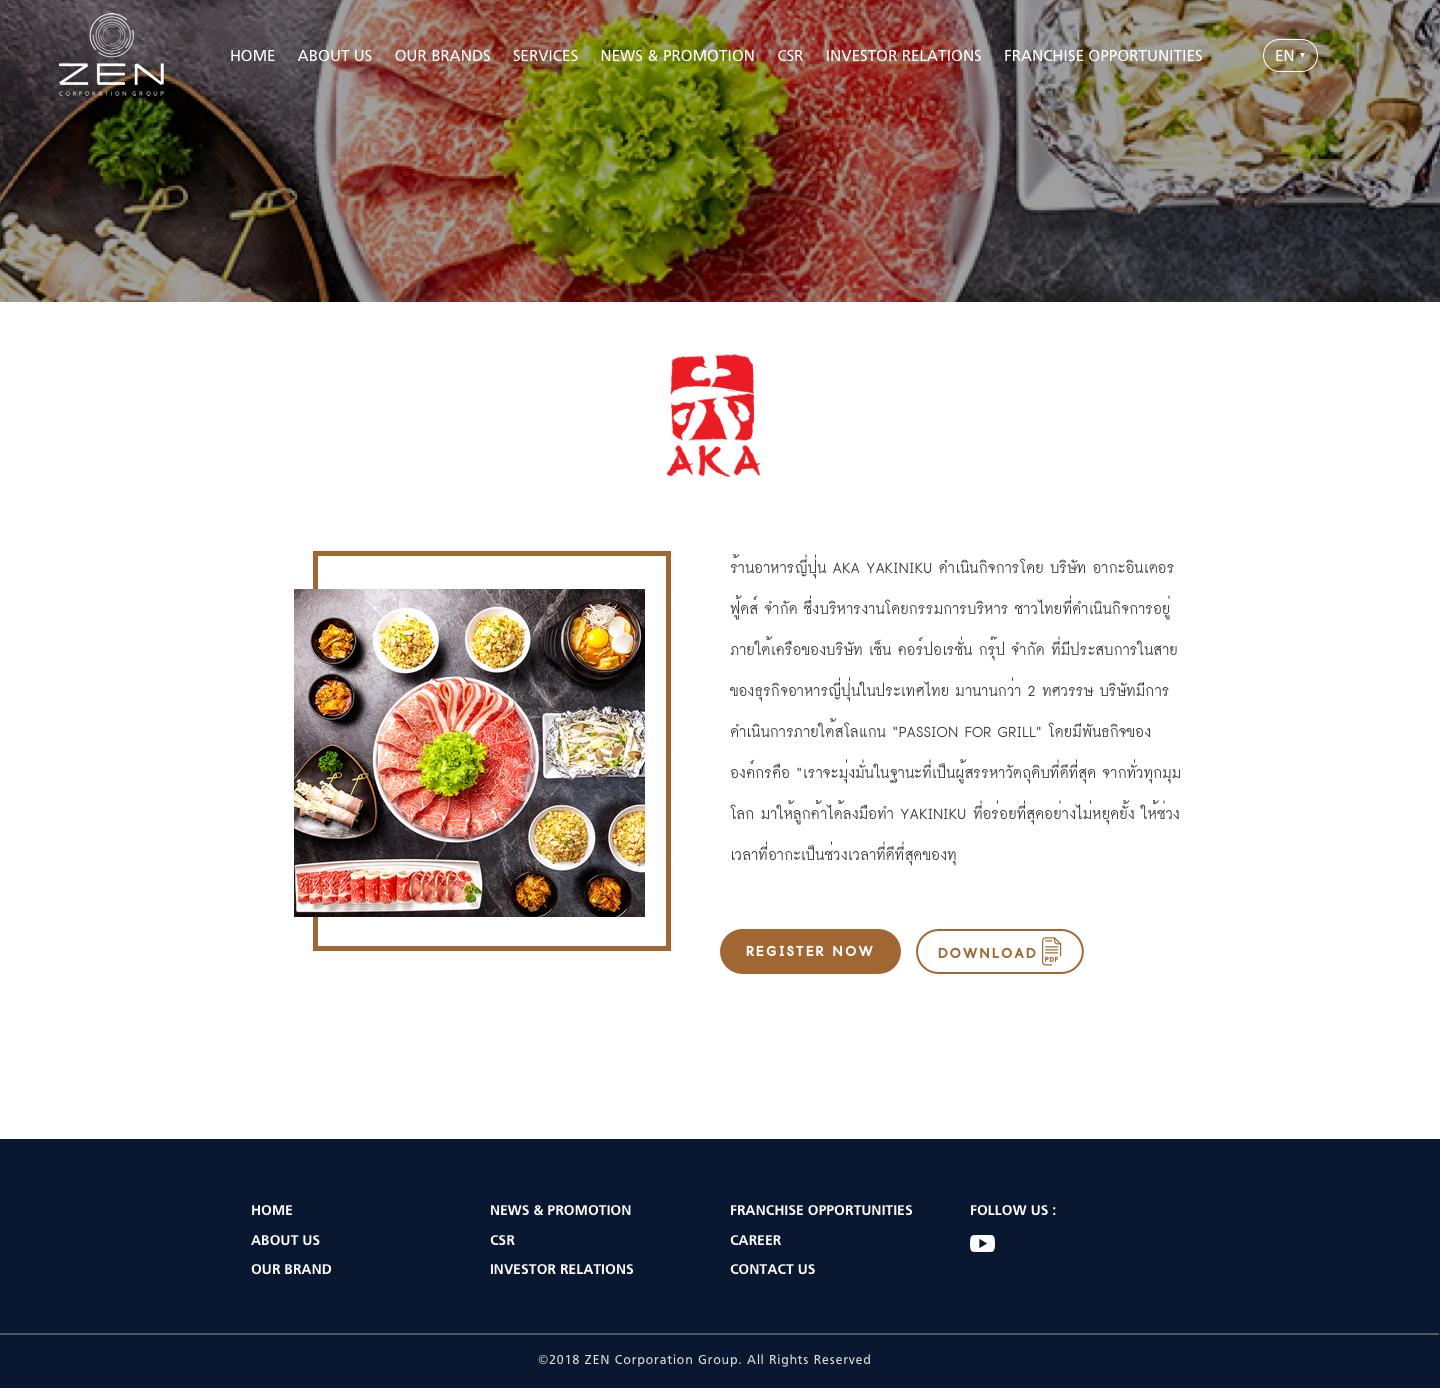 ZEN
CORPORATION GROUP
HOME ABOUT US OUR BRANDS SERVICES NEWS & PROMOTION CSR INVESTOR RELATIONS FRANCHISE OPPORTUNITIES EN
六
AKA
ร้านอาหารญี่ปุ่น AKA YAKINIKU ดำเนินกิจการโดย บริษัท อากะอินเตอร
ฟู้ดส์ จำกัด ซึ่งบริหารงานโดยกรรมการบริหาร ชาวไทยที่ดำเนินกิจการอยู่
ภายใต้เครือของบริษัท เซ็น คอร์ปอเรชั่น กรุ๊ป จำกัด ที่มีประสบการในสาย
ของธุรกิจอาหารญี่ปุ่นในประเทศไทย มานานกว่า 2 ทศวรรษ บริษัทมีการ
ดำเนินการภายใต้สโลแกน "PASSION FOR GRILL" โดยมีพันธกิจของ
องค์กรคือ "เราจะมุ่งมั่นในฐานะที่เป็นผู้สรรหาวัตถุดิบที่ดีที่สุด จากทั่วทุกมุม
โลก มาให้ลูกค้าได้ลงมือทำ YAKINIKU ที่อร่อยที่สุดอย่างไม่หยุดยั้ง ให้ช่วง
เวลาที่อากะเป็นช่วงเวลาที่ดีที่สุดของทุ
REGISTER NOW DOWNLOAD PDF
HOME NEWS & PROMOTION FRANCHISE OPPORTUNITIES FOLLOW US :
ABOUT US CSR CAREER
OUR BRAND INVESTOR RELATIONS CONTACT US
©2018 ZEN Corporation Group. All Rights Reserved